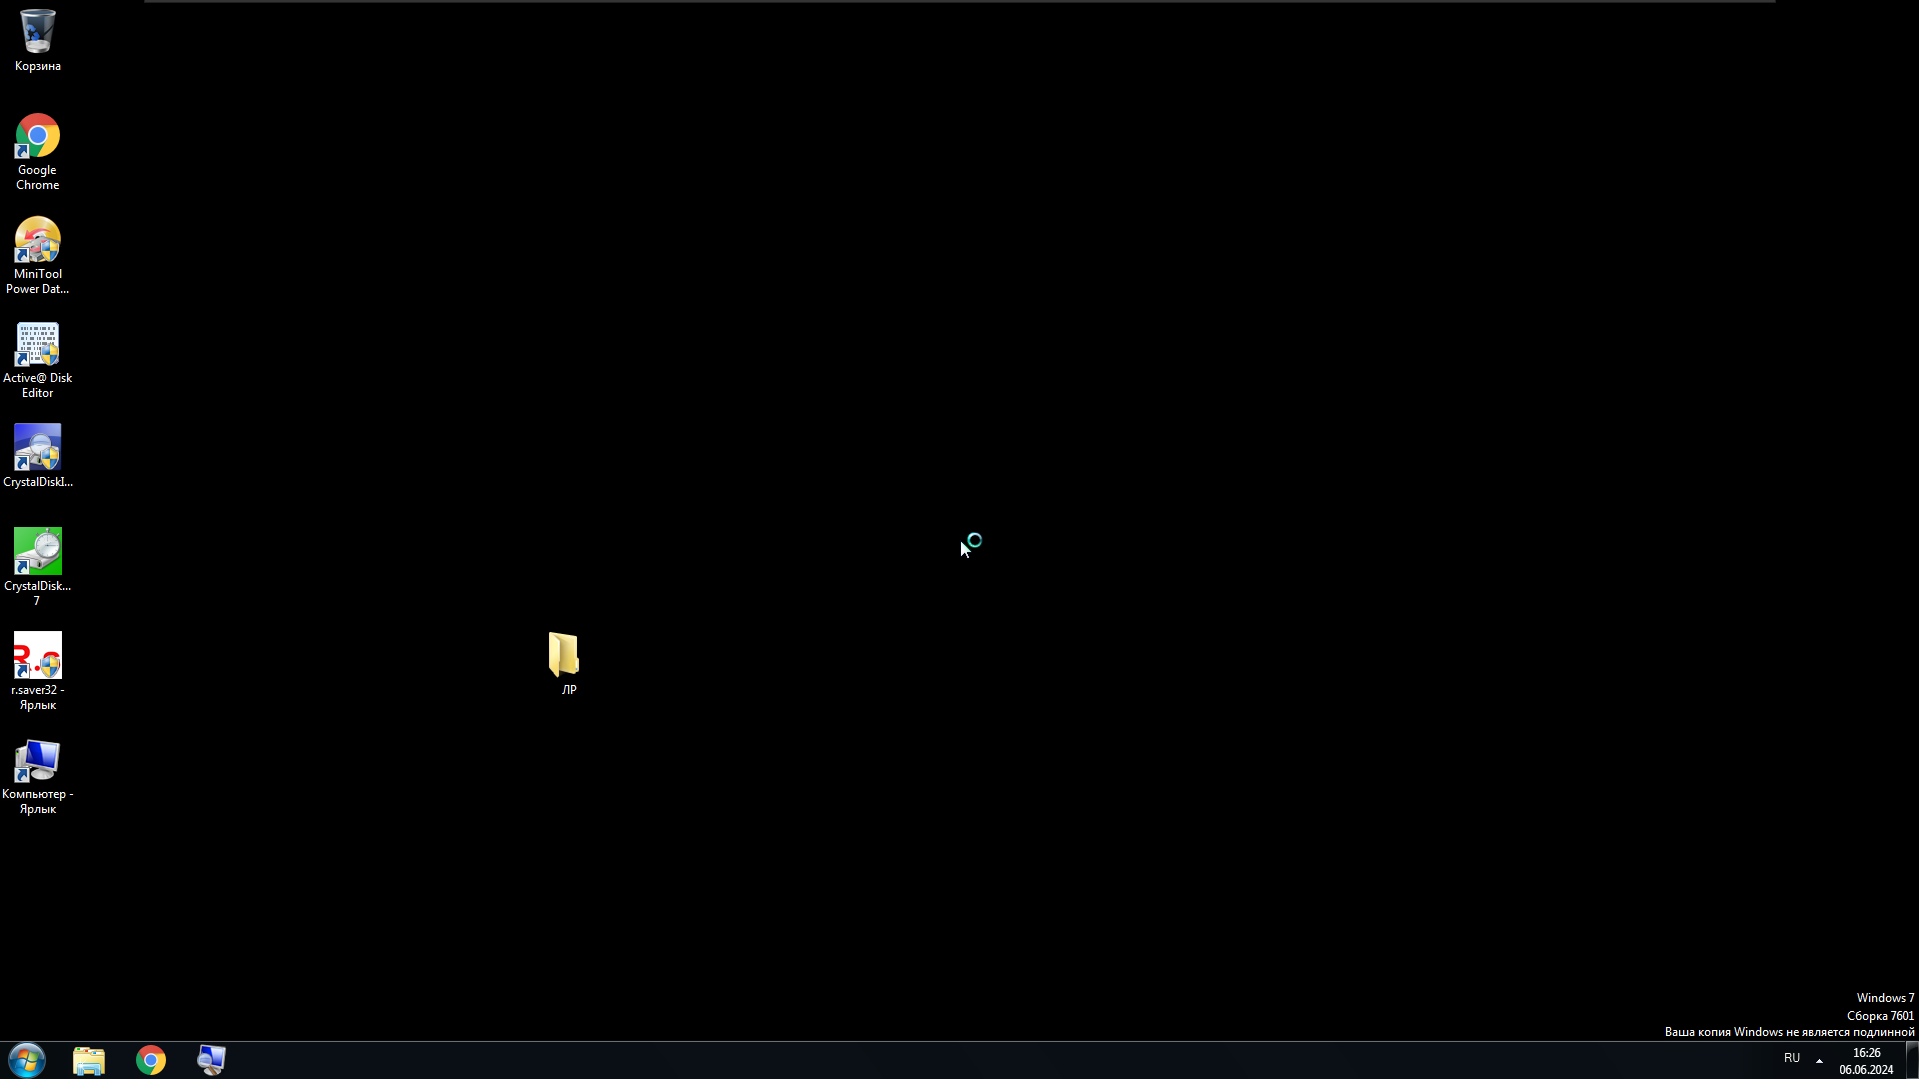 Корзина
Google
Chrome
MiniTool
Power Dat...
Active@ Disk
Editor
CrystalDiskI...
CrystalDisk...
7
R.s
r.saver32 -
Ярлык
Компьютер -
Ярлык
ЛР
Windows 7
Сборка 7601
Ваша копия Windows не является подлинной
RU
16:26
06.06.2024